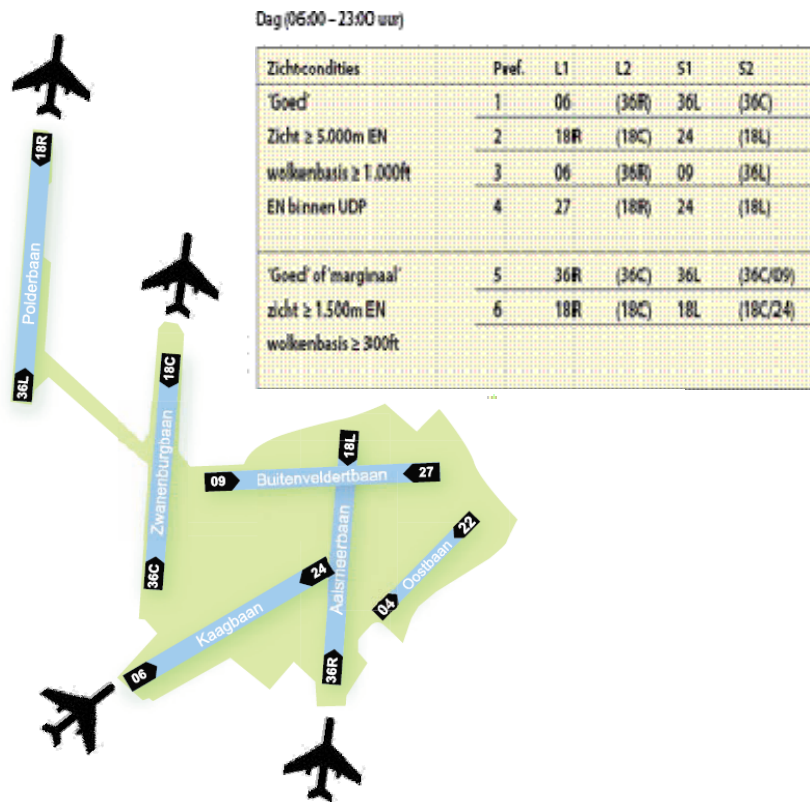 Dag (06:00 – 23:00 uur)
Zicht-condities Pref. L1 L2 S1 S2
'Goed' 1 06 (36R) 36L (36C)
Zicht ≥ 5.000m EN 2 18R (18C) 24 (18L)
wolkenbasis ≥ 1.000ft 3 06 (36R) 09 (36L)
EN binnen UDP 4 27 (18R) 24 (18L)
'Goed' of 'marginaal' 5 36R (36C) 36L (36C/09)
zicht ≥ 1.500m EN 6 18R (18C) 18L (18C/24)
wolkenbasis ≥ 300ft
18R
Polderbaan
36L
18C
Zwanenburgbaan
36C
18L
Aalsmeerbaan
36R
09 Buitenveldertbaan 27
22
Oostbaan
04
24
Kaagbaan
06